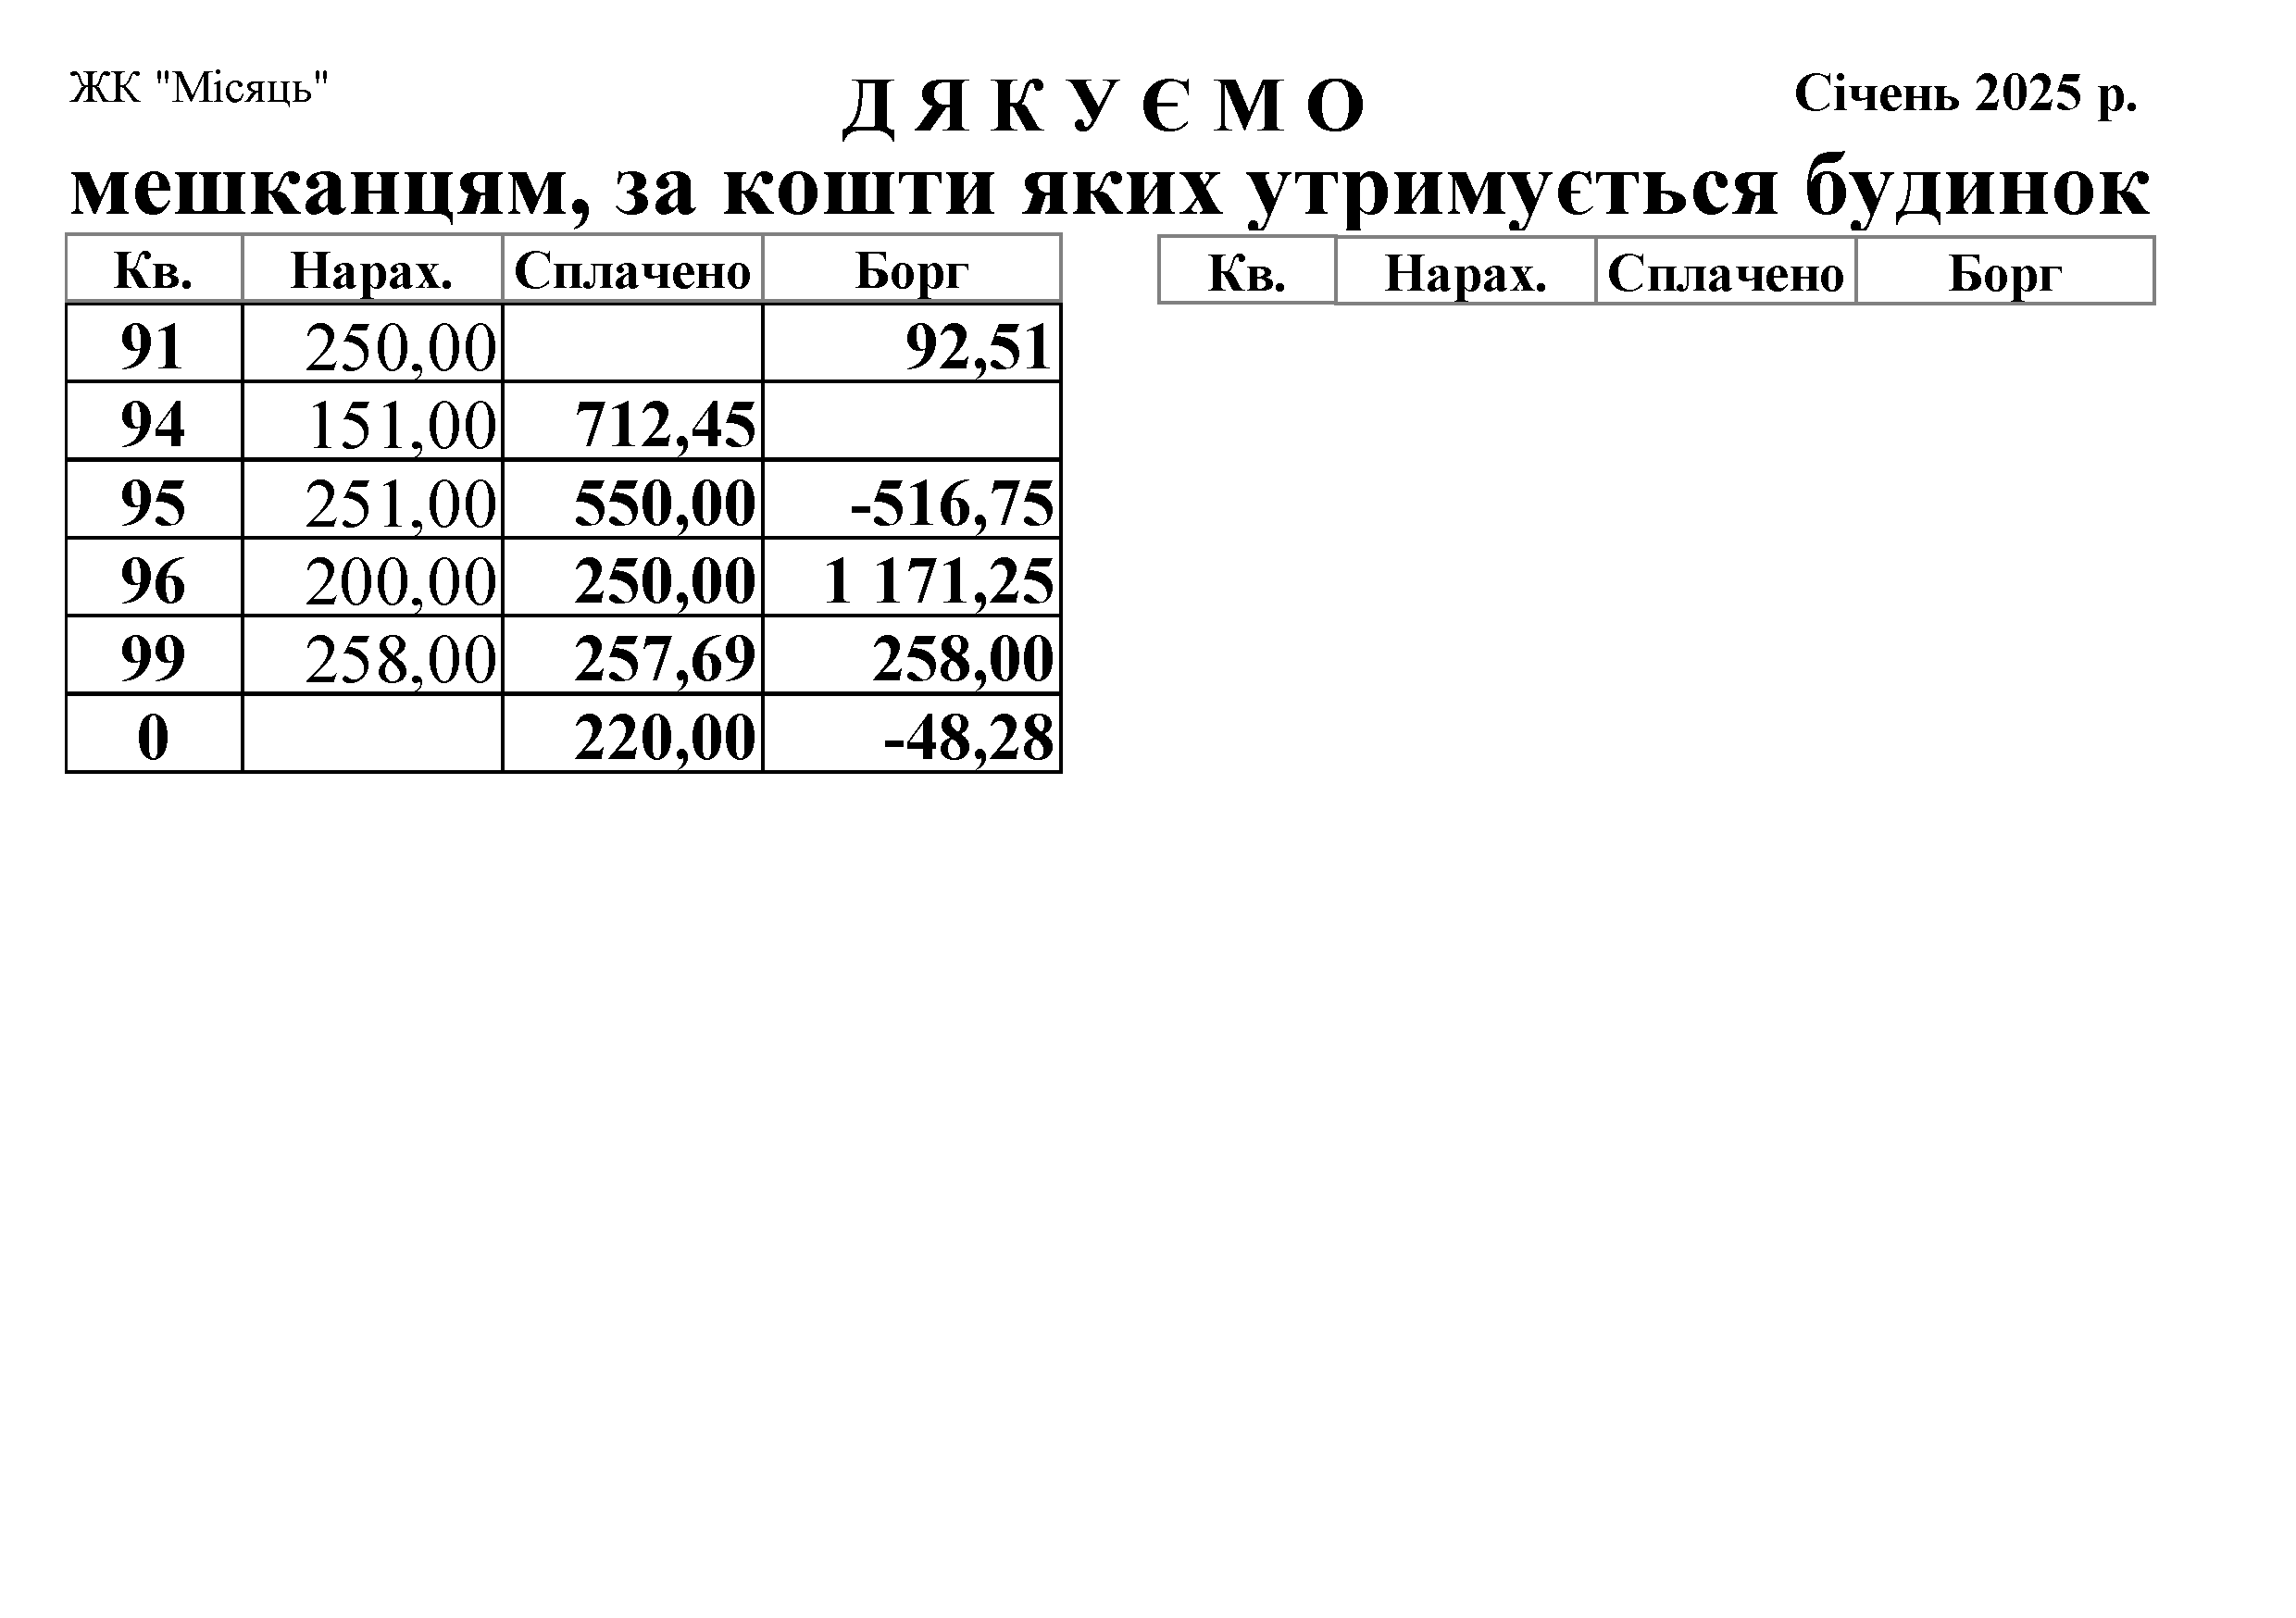 ЖК "Місяць"
Д Я К У Є М О
Січень 2025 р.
мешканцям, за кошти яких утримується будинок
Кв. Нарах. Сплачено Борг
91 250,00 92,51
94 151,00 712,45
95 251,00 550,00 -516,75
96 200,00 250,00 1 171,25
99 258,00 257,69 258,00
0 220,00 -48,28
Кв. Нарах. Сплачено Борг